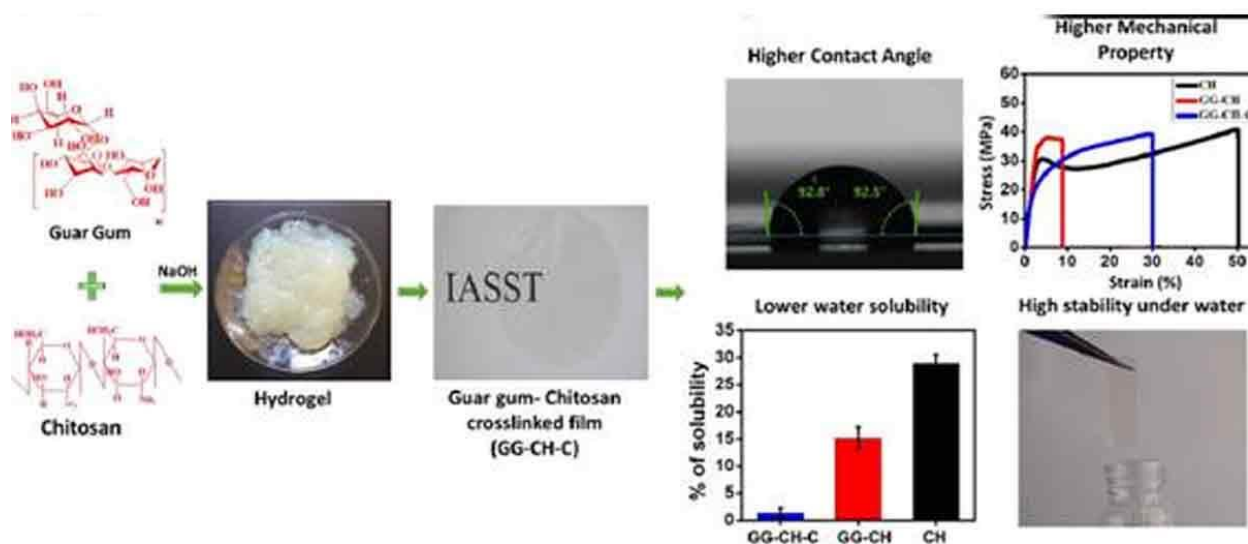 Guar Gum
NaOH
Chitosan
Hydrogel
IASST
Guar gum- Chitosan
crosslinked film
(GG-CH-C)
Higher Contact Angle
92.5°
Higher Mechanical
Property
Stress (MPa)
60
50
40
30
20
10
0
CH
GG-CH
0 10 20 30 40 50
Strain (%)
Lower water solubility
% of solubility
35
30
25
20
15
10
5
0
GG-CH-C GG-CH CH
High stability under water